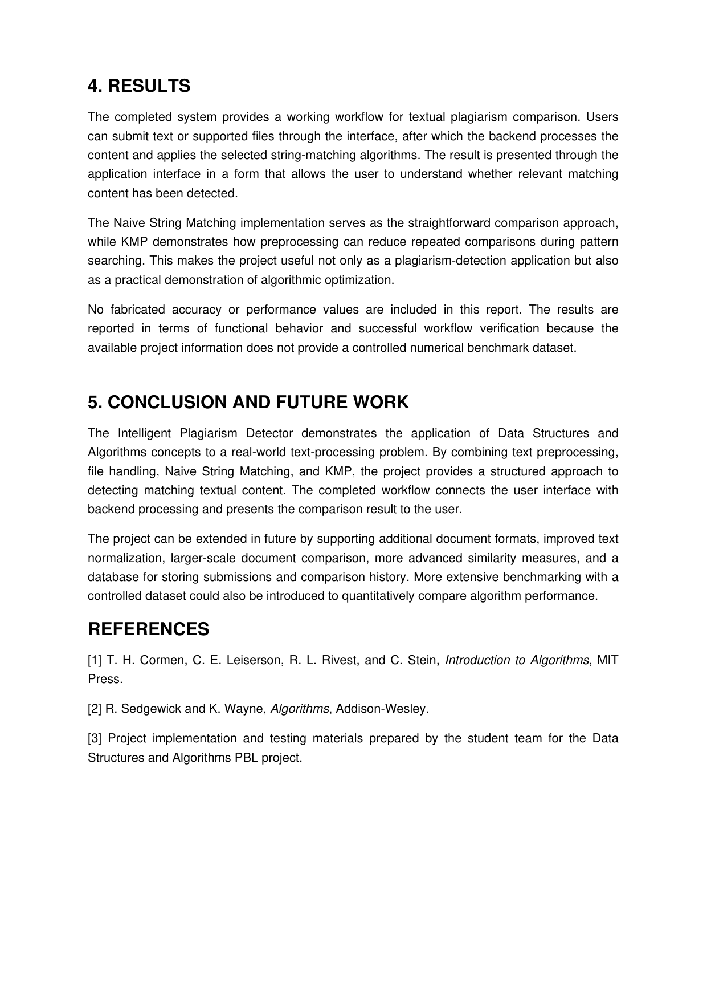 4. RESULTS
The completed system provides a working workflow for textual plagiarism comparison. Users
can submit text or supported files through the interface, after which the backend processes the
content and applies the selected string-matching algorithms. The result is presented through the
application interface in a form that allows the user to understand whether relevant matching
content has been detected.
The Naive String Matching implementation serves as the straightforward comparison approach,
while KMP demonstrates how preprocessing can reduce repeated comparisons during pattern
searching. This makes the project useful not only as a plagiarism-detection application but also
as a practical demonstration of algorithmic optimization.
No fabricated accuracy or performance values are included in this report. The results are
reported in terms of functional behavior and successful workflow verification because the
available project information does not provide a controlled numerical benchmark dataset.
5. CONCLUSION AND FUTURE WORK
The Intelligent Plagiarism Detector demonstrates the application of Data Structures and
Algorithms concepts to a real-world text-processing problem. By combining text preprocessing,
file handling, Naive String Matching, and KMP, the project provides a structured approach to
detecting matching textual content. The completed workflow connects the user interface with
backend processing and presents the comparison result to the user.
The project can be extended in future by supporting additional document formats, improved text
normalization, larger-scale document comparison, more advanced similarity measures, and a
database for storing submissions and comparison history. More extensive benchmarking with a
controlled dataset could also be introduced to quantitatively compare algorithm performance.
REFERENCES
[1] T. H. Cormen, C. E. Leiserson, R. L. Rivest, and C. Stein, Introduction to Algorithms, MIT
Press.
[2] R. Sedgewick and K. Wayne, Algorithms, Addison-Wesley.
[3] Project implementation and testing materials prepared by the student team for the Data
Structures and Algorithms PBL project.